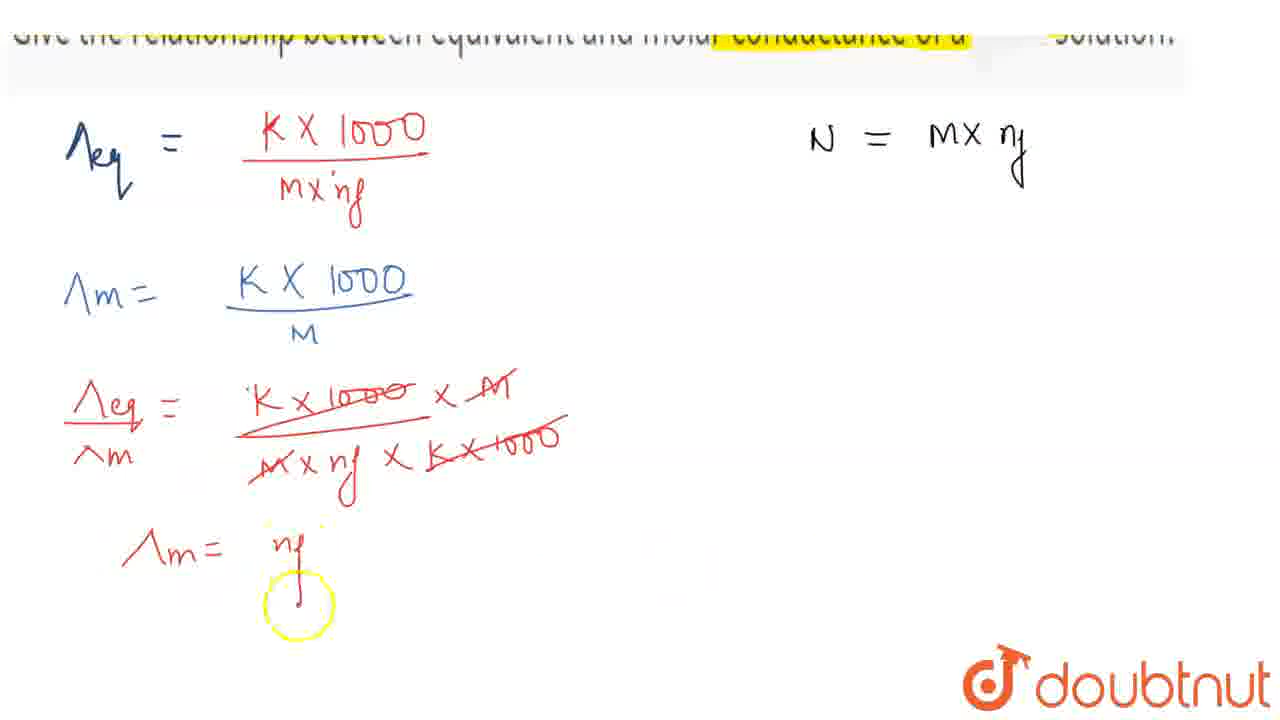 Give the relationship between equivalent and molar conductance of a solution.
Λeq = K X 1000 / M X nf
N = M X nf
Λm = K X 1000 / M
Λeq / Λm = K X 1000 X M / M X nf X K X 1000
Λm = nf
doubtnut